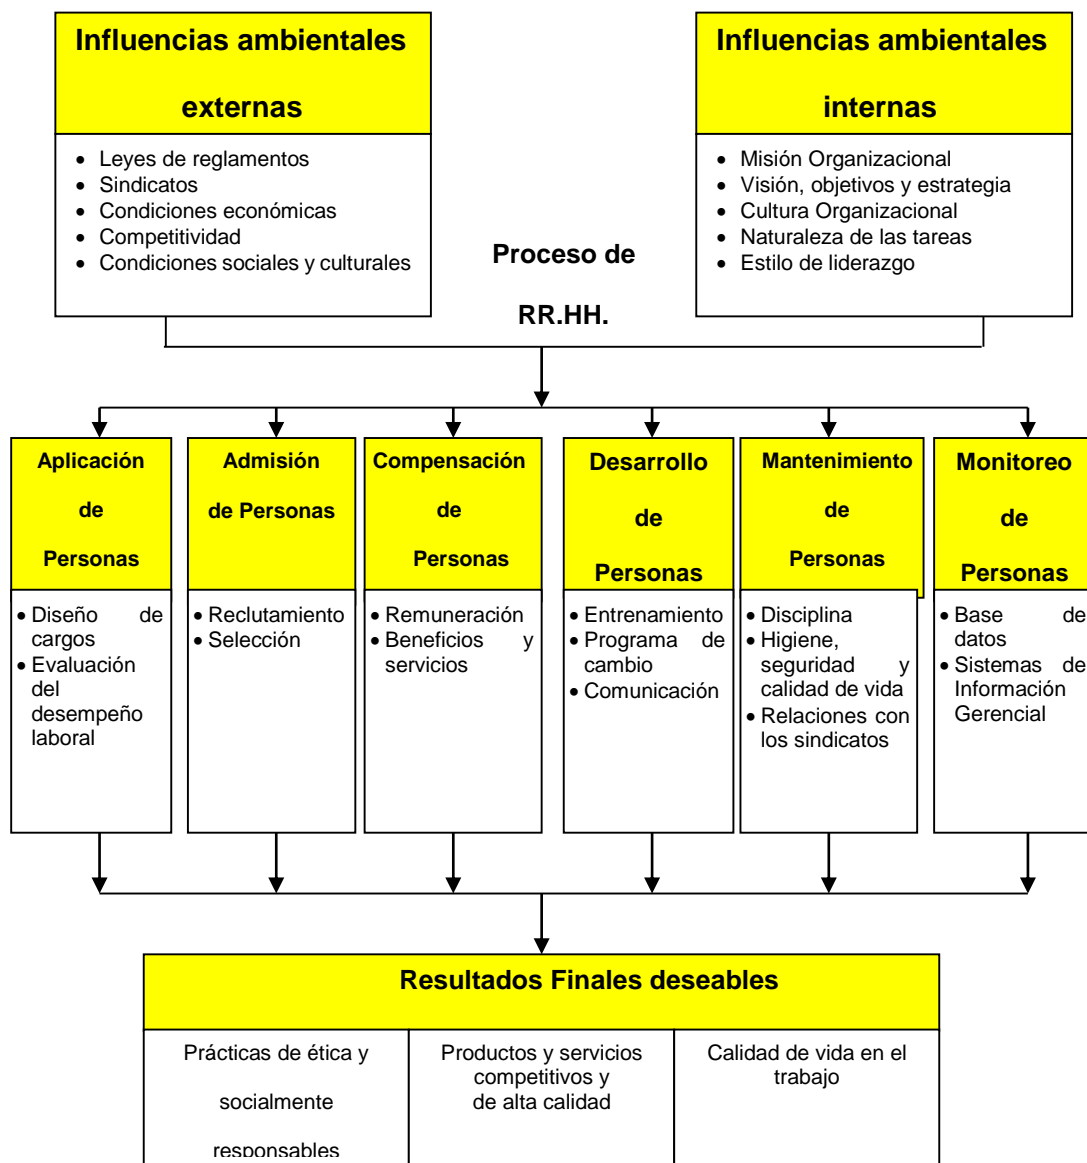 Influencias ambientales
externas
• Leyes de reglamentos
• Sindicatos
• Condiciones económicas
• Competitividad
• Condiciones sociales y culturales
Influencias ambientales
internas
• Misión Organizacional
• Visión, objetivos y estrategia
• Cultura Organizacional
• Naturaleza de las tareas
• Estilo de liderazgo
Proceso de
RR.HH.
Aplicación
de
Personas
• Diseño de
cargos
• Evaluación
del
desempeño
laboral
Admisión
de Personas
• Reclutamiento
• Selección
Compensación
de
Personas
• Remuneración
• Beneficios y
servicios
Desarrollo
de
Personas
• Entrenamiento
• Programa de
cambio
• Comunicación
Mantenimiento
de
Personas
• Disciplina
• Higiene,
seguridad y
calidad de vida
• Relaciones con
los sindicatos
Monitoreo
de
Personas
• Base de
datos
• Sistemas de
Información
Gerencial
Resultados Finales deseables
Prácticas de ética y
socialmente
responsables
Productos y servicios
competitivos y
de alta calidad
Calidad de vida en el
trabajo